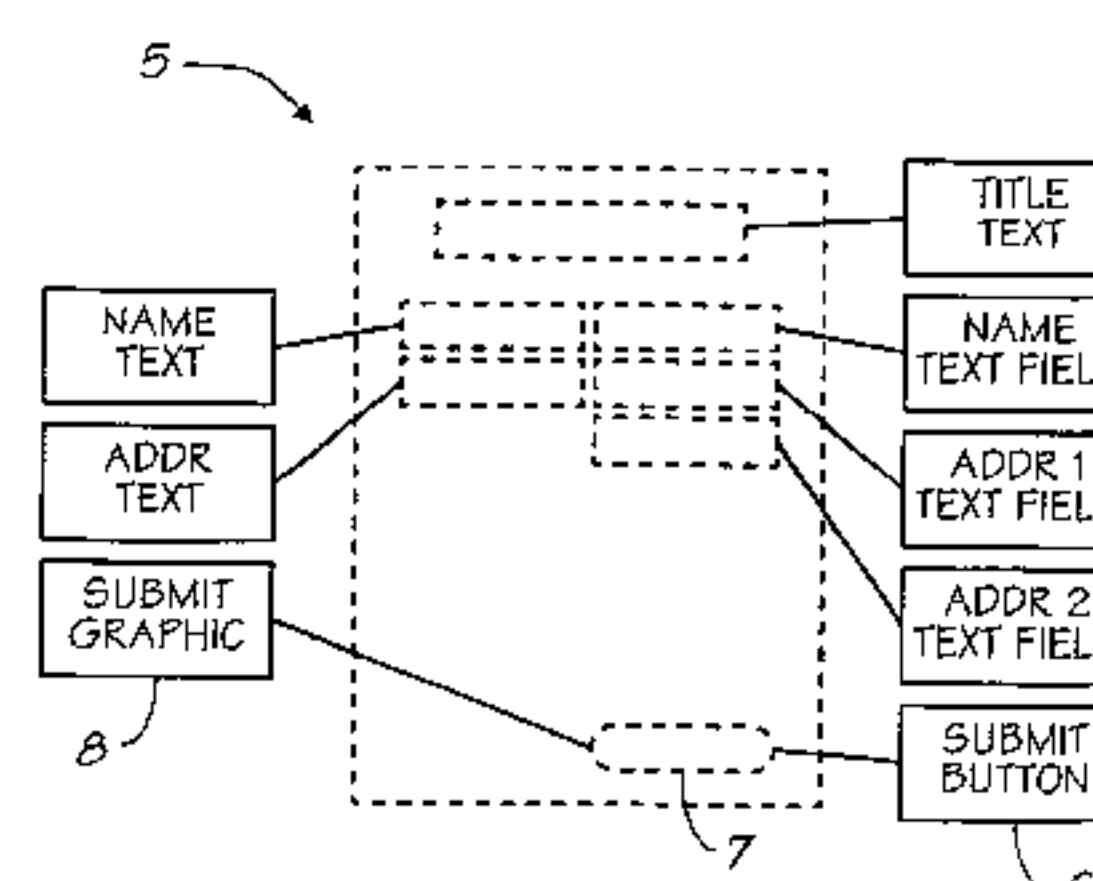 5
TITLE
TEXT
NAME
TEXT
NAME
TEXT FIEL
ADDR
TEXT
ADDR 1
TEXT FIEL
SUBMIT
GRAPHIC
ADDR 2
TEXT FIEL
8
SUBMIT
BUTTON
7